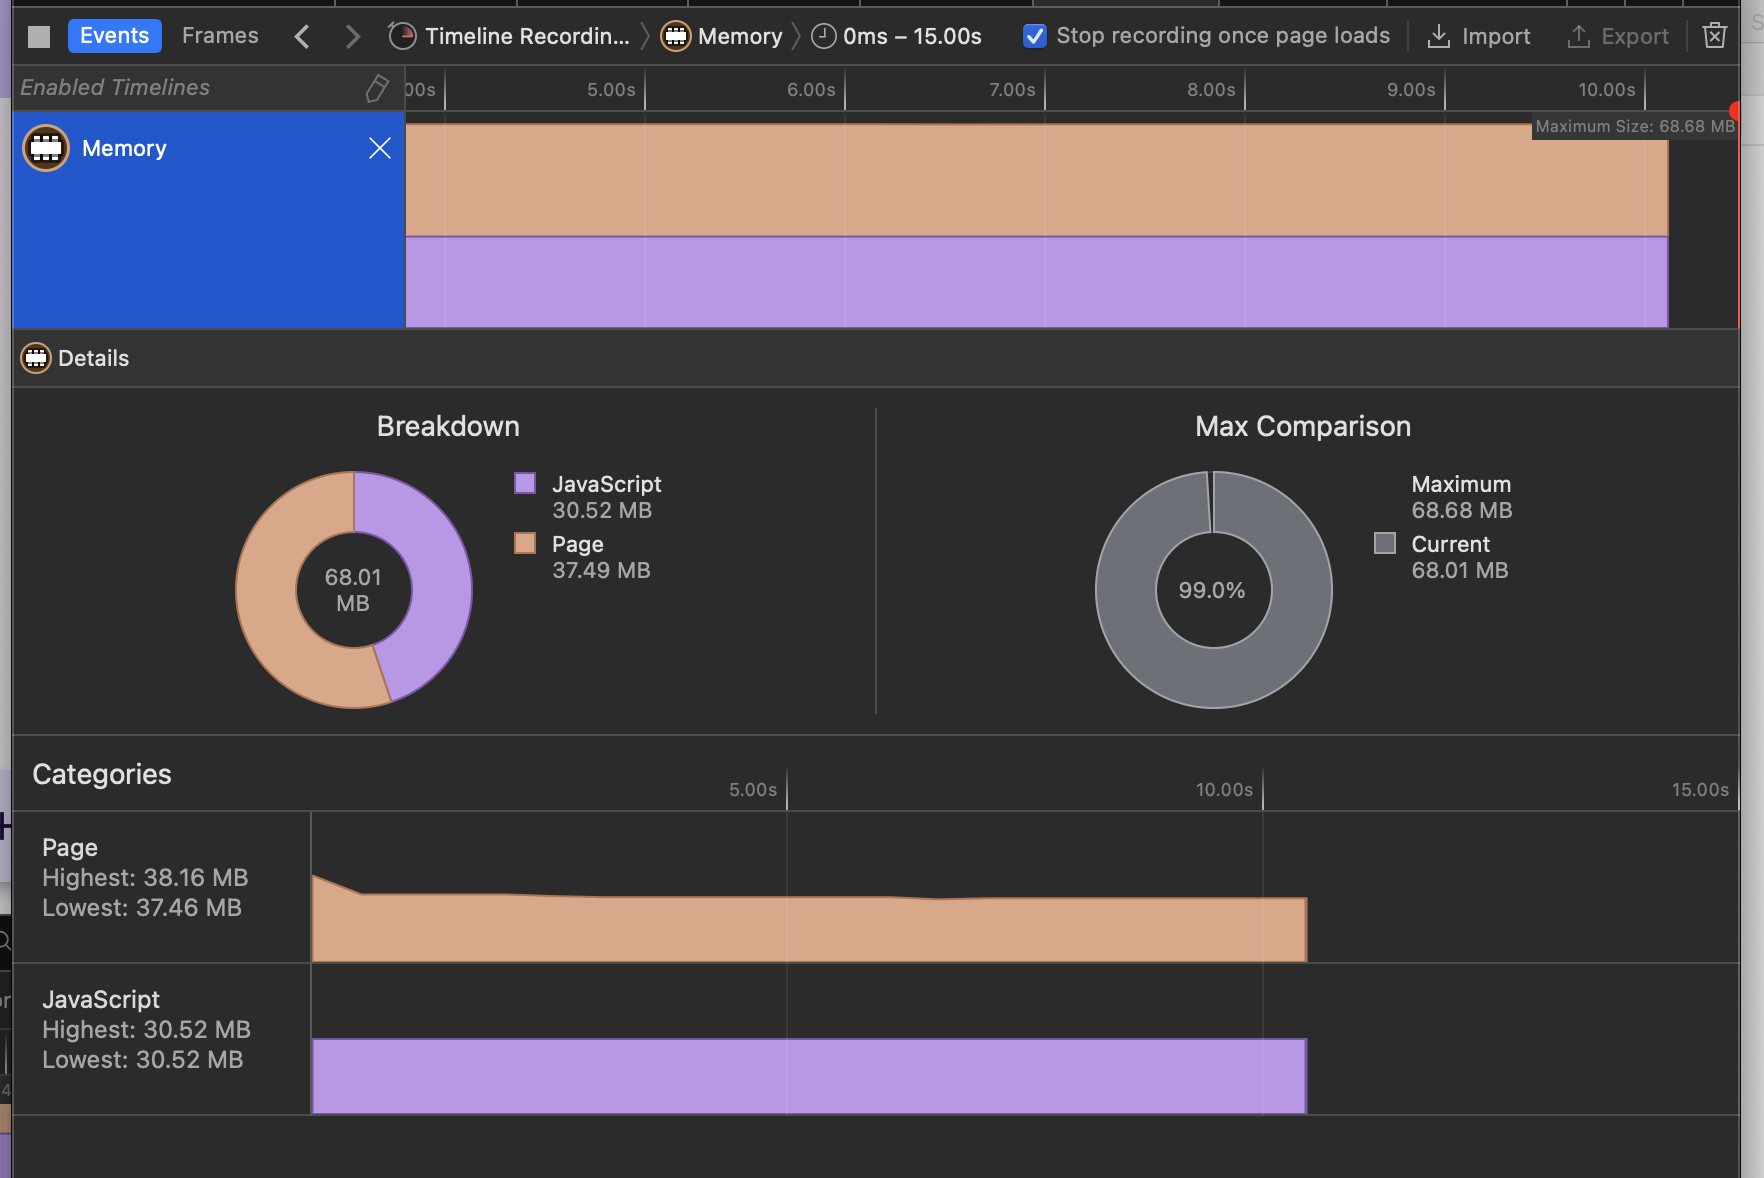 Events Frames Timeline Recordin... Memory 0ms – 15.00s Stop recording once page loads Import Export
Enabled Timelines
00s 5.00s 6.00s 7.00s 8.00s 9.00s 10.00s
Maximum Size: 68.68 MB
Memory
Details
Breakdown
JavaScript
30.52 MB
Page
37.49 MB
68.01
MB
Max Comparison
Maximum
68.68 MB
Current
68.01 MB
99.0%
Categories
5.00s 10.00s 15.00s
Page
Highest: 38.16 MB
Lowest: 37.46 MB
JavaScript
Highest: 30.52 MB
Lowest: 30.52 MB